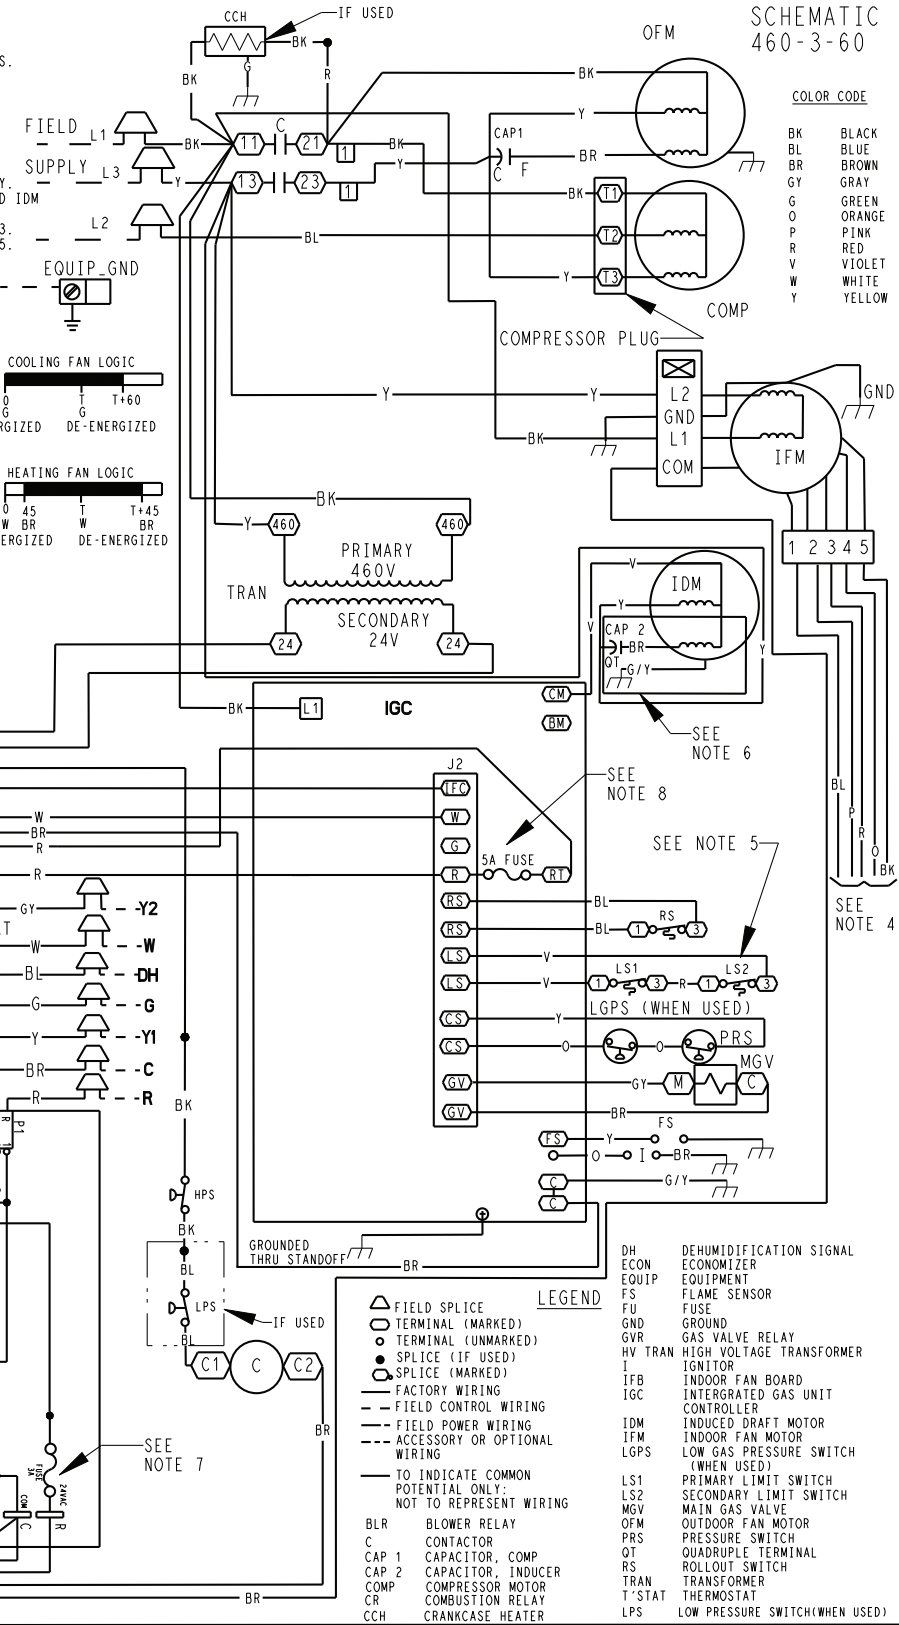 SCHEMATIC
460-3-60
CCH
IF USED
OFM
BK
BK
R
G
S.
COLOR CODE
BK BLACK
BL BLUE
BR BROWN
GY GRAY
G GREEN
O ORANGE
P PINK
R RED
V VIOLET
W WHITE
Y YELLOW
BK
Y
BR
CAP1
C F
FIELD
SUPPLY
L1
L3
L2
BK
11
C
21
1
BK
Y
13
23
1
Y
BK
T1
T2
T3
Y
BL
Y.
D IDM
3.
5.
EQUIP_GND
COMP
COMPRESSOR PLUG
COOLING FAN LOGIC
0 T T+60
G G
RGIZED DE-ENERGIZED
HEATING FAN LOGIC
0 45 T T+45
W BR W BR
ERGIZED DE-ENERGIZED
Y
Y
BK
L2
GND
L1
COM
GND
IFM
1 2 3 4 5
BK
Y
460
460
PRIMARY
460V
TRAN
SECONDARY
24V
24
24
V
IDM
Y
V
CAP 2
BR
QT
G/Y
Y
BK
L1
IGC
CM
BM
SEE
NOTE 6
J2
SEE
NOTE 8
IFC
W
G
R
5A FUSE
RT
RS
RS
LS
LS
CS
CS
GV
GV
W
BR
R
R
SEE NOTE 5
BL
P
R
O
BK
SEE
NOTE 4
BL
BL
1
RS
3
V
V
1
LS1
3
R
1
LS2
3
LGPS (WHEN USED)
Y
O
O
PRS
MGV
GY
M
C
BR
T
GY
Y2
W
W
BL
DH
G
G
Y
Y1
BR
C
R
R
R
P1
1
BK
FS
Y
FS
O
I
BR
C
G/Y
C
HPS
BK
BL
LPS
BL
IF USED
GROUNDED
THRU STANDOFF
BR
C1
C
C2
BR
BR
SEE
NOTE 7
FUSE
3A
24VAC
COM
C
R
LEGEND
FIELD SPLICE
TERMINAL (MARKED)
TERMINAL (UNMARKED)
SPLICE (IF USED)
SPLICE (MARKED)
FACTORY WIRING
FIELD CONTROL WIRING
FIELD POWER WIRING
ACCESSORY OR OPTIONAL
WIRING
TO INDICATE COMMON
POTENTIAL ONLY:
NOT TO REPRESENT WIRING
BLR BLOWER RELAY
C CONTACTOR
CAP 1 CAPACITOR, COMP
CAP 2 CAPACITOR, INDUCER
COMP COMPRESSOR MOTOR
CR COMBUSTION RELAY
CCH CRANKCASE HEATER
DH DEHUMIDIFICATION SIGNAL
ECON ECONOMIZER
EQUIP EQUIPMENT
FS FLAME SENSOR
FU FUSE
GND GROUND
GVR GAS VALVE RELAY
HV TRAN HIGH VOLTAGE TRANSFORMER
I IGNITOR
IFB INDOOR FAN BOARD
IGC INTERGRATED GAS UNIT
CONTROLLER
IDM INDUCED DRAFT MOTOR
IFM INDOOR FAN MOTOR
LGPS LOW GAS PRESSURE SWITCH
(WHEN USED)
LS1 PRIMARY LIMIT SWITCH
LS2 SECONDARY LIMIT SWITCH
MGV MAIN GAS VALVE
OFM OUTDOOR FAN MOTOR
PRS PRESSURE SWITCH
QT QUADRUPLE TERMINAL
RS ROLLOUT SWITCH
TRAN TRANSFORMER
T'STAT THERMOSTAT
LPS LOW PRESSURE SWITCH(WHEN USED)